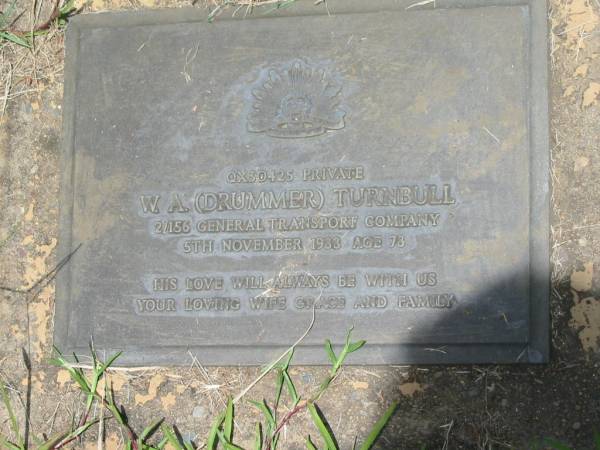 QX50425 PRIVATE
W. A. (DRUMMER) TURNBULL
2/156 GENERAL TRANSPORT COMPANY
5TH NOVEMBER 1983 AGE 73
HIS LOVE WILL ALWAYS BE WITH US
YOUR LOVING WIFE GRACE AND FAMILY